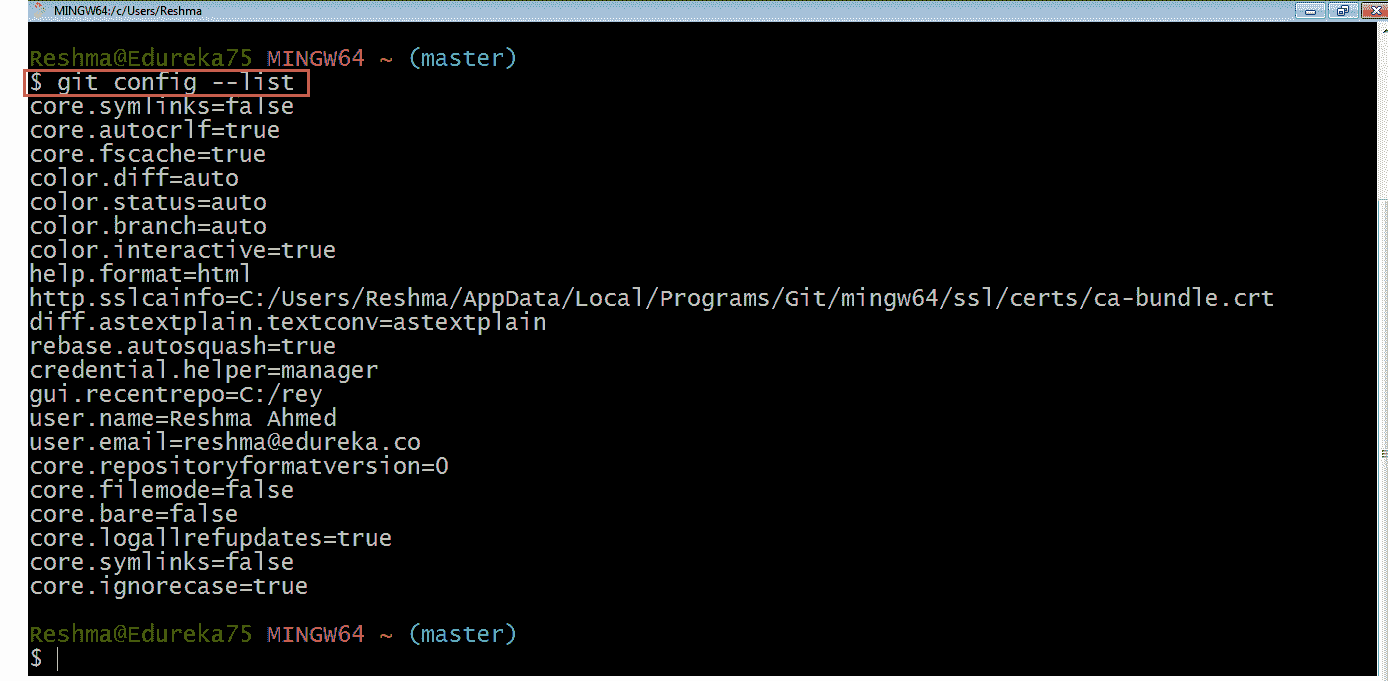 MINGW64:/c/Users/Reshma
Reshma@Edureka75 MINGW64 ~ (master)
$ git config --list
core.symlinks=false
core.autocrlf=true
core.fscache=true
color.diff=auto
color.status=auto
color.branch=auto
color.interactive=true
help.format=html
http.sslcainfo=C:/Users/Reshma/AppData/Local/Programs/Git/mingw64/ssl/certs/ca-bundle.crt
diff.astextplain.textconv=astextplain
rebase.autosquash=true
credential.helper=manager
gui.recentrepo=C:/rey
user.name=Reshma Ahmed
user.email=reshma@edureka.co
core.repositoryformatversion=0
core.filemode=false
core.bare=false
core.logallrefupdates=true
core.symlinks=false
core.ignorecase=true
Reshma@Edureka75 MINGW64 ~ (master)
$